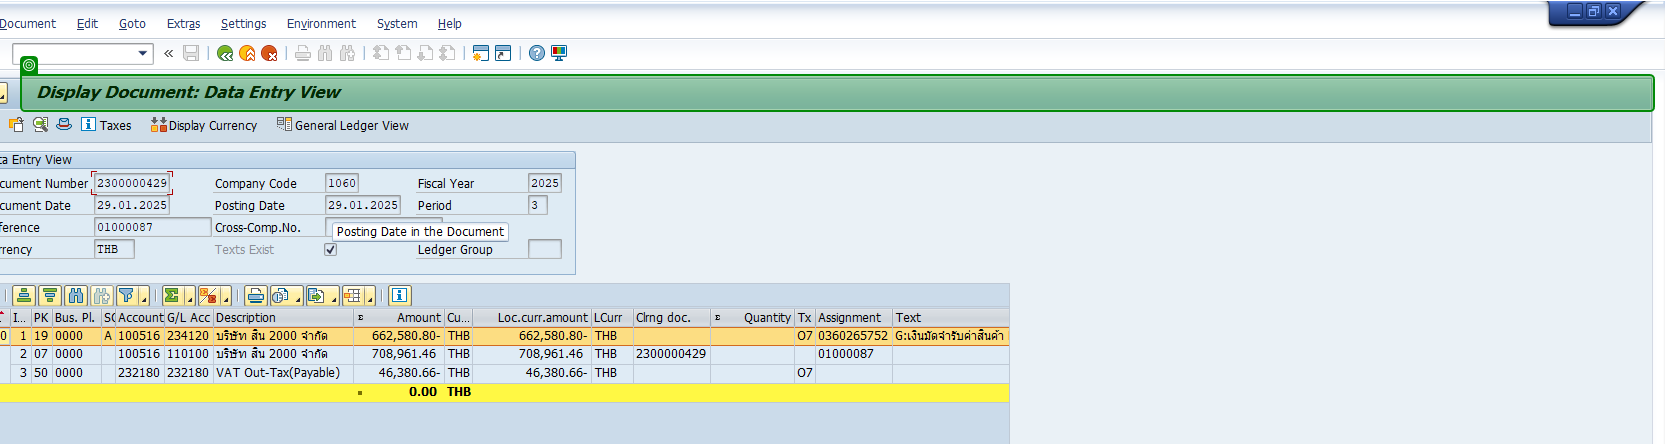 Document Edit Goto Extras Settings Environment System Help
Display Document: Data Entry View
Taxes Display Currency General Ledger View
ta Entry View
cument Number 2300000429 Company Code 1060 Fiscal Year 2025
cument Date 29.01.2025 Posting Date 29.01.2025 Period 3
ference 01000087 Cross-Comp.No.
Posting Date in the Document
rrency THB Texts Exist Ledger Group
I... PK Bus. Pl. SG Account G/L Acc Description Σ Amount Cu... Loc.curr.amount LCurr Clrng doc. Σ Quantity Tx Assignment Text
0 1 19 0000 A 100516 234120 บริษัท สิน 2000 จำกัด 662,580.80- THB 662,580.80- THB O7 0360265752 G:เงินมัดจำรับค่าสินค้า
2 07 0000 100516 110100 บริษัท สิน 2000 จำกัด 708,961.46 THB 708,961.46 THB 2300000429 01000087
3 50 0000 232180 232180 VAT Out-Tax(Payable) 46,380.66- THB 46,380.66- THB O7
0.00 THB